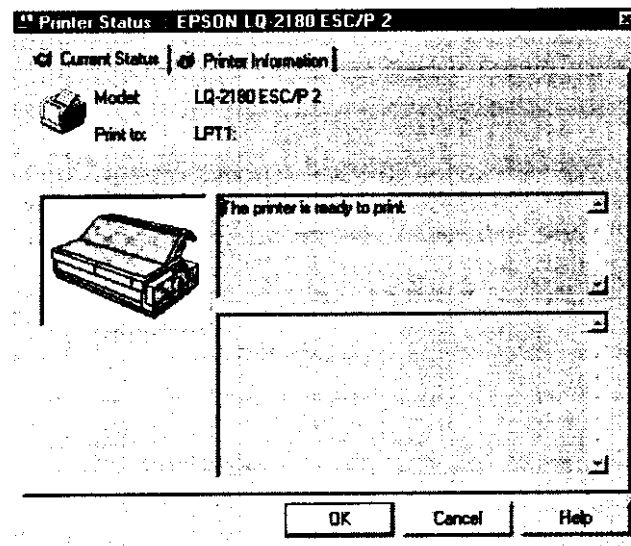 Printer Status : EPSON LQ-2180 ESC/P 2
Current Status Printer Information
Model: LQ-2180 ESC/P 2
Print to: LPT1:
The printer is ready to print.
OK Cancel Help